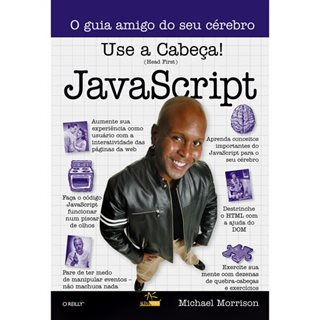 O guia amigo do seu cérebro
Use a Cabeça!
(Head First)
JavaScript
Aumente sua
experiência como
usuário com a
interatividade das
páginas da web
Aprenda conceitos
importantes do
JavaScript para o
seu cérebro
Faça o código
JavaScript
funcionar
num piscar
de olhos
Destrinche
o HTML com
a ajuda do
DOM
Pare de ter medo
de manipular eventos –
não machuca nada
Exercite sua
mente com dezenas
de quebra-cabeças
e exercícios
O'REILLY
Michael Morrison